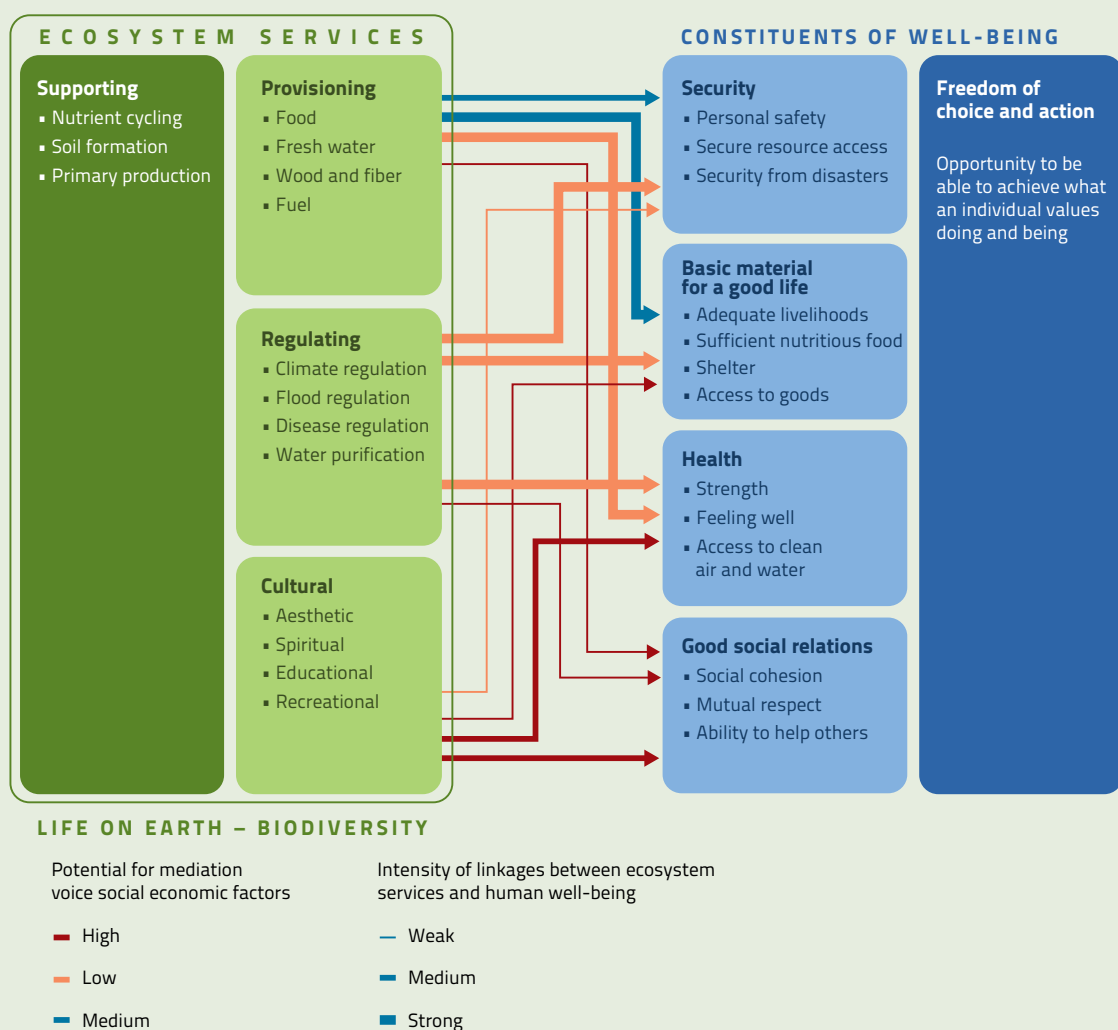 ECOSYSTEM SERVICES
Supporting
▪ Nutrient cycling
▪ Soil formation
▪ Primary production
Provisioning
▪ Food
▪ Fresh water
▪ Wood and fiber
▪ Fuel
Regulating
▪ Climate regulation
▪ Flood regulation
▪ Disease regulation
▪ Water purification
Cultural
▪ Aesthetic
▪ Spiritual
▪ Educational
▪ Recreational
CONSTITUENTS OF WELL-BEING
Security
▪ Personal safety
▪ Secure resource access
▪ Security from disasters
Basic material
for a good life
▪ Adequate livelihoods
▪ Sufficient nutritious food
▪ Shelter
▪ Access to goods
Health
▪ Strength
▪ Feeling well
▪ Access to clean
air and water
Good social relations
▪ Social cohesion
▪ Mutual respect
▪ Ability to help others
Freedom of
choice and action
Opportunity to be
able to achieve what
an individual values
doing and being
LIFE ON EARTH – BIODIVERSITY
Potential for mediation
voice social economic factors
High
Low
Medium
Intensity of linkages between ecosystem
services and human well-being
Weak
Medium
Strong